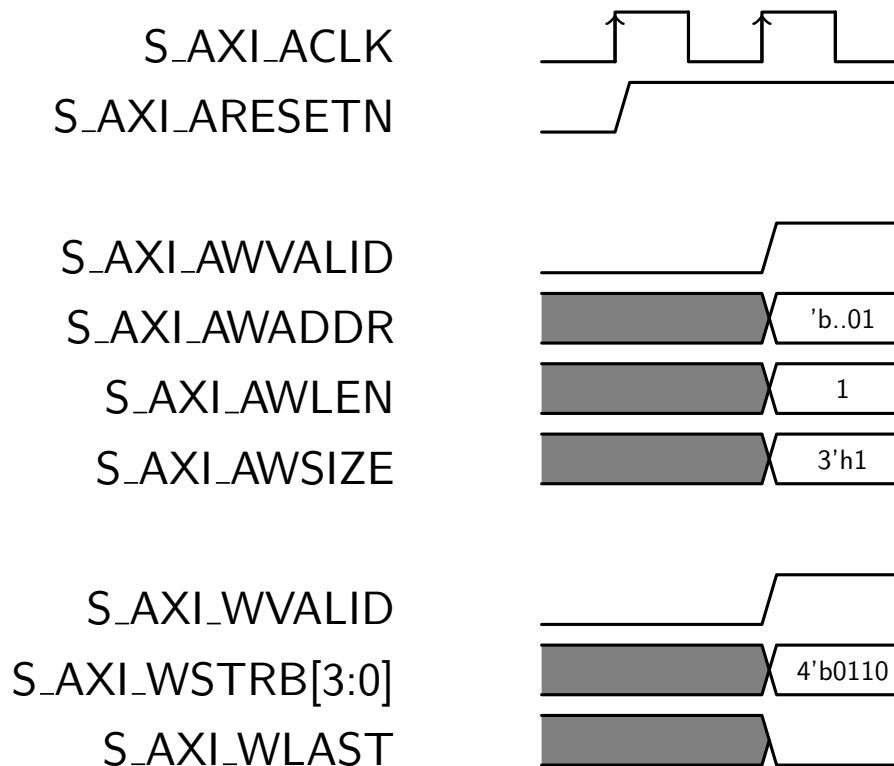 S_AXI_ACLK
S_AXI_ARESETN
S_AXI_AWVALID
S_AXI_AWADDR 'b..01
S_AXI_AWLEN 1
S_AXI_AWSIZE 3'h1
S_AXI_WVALID
S_AXI_WSTRB[3:0] 4'b0110
S_AXI_WLAST